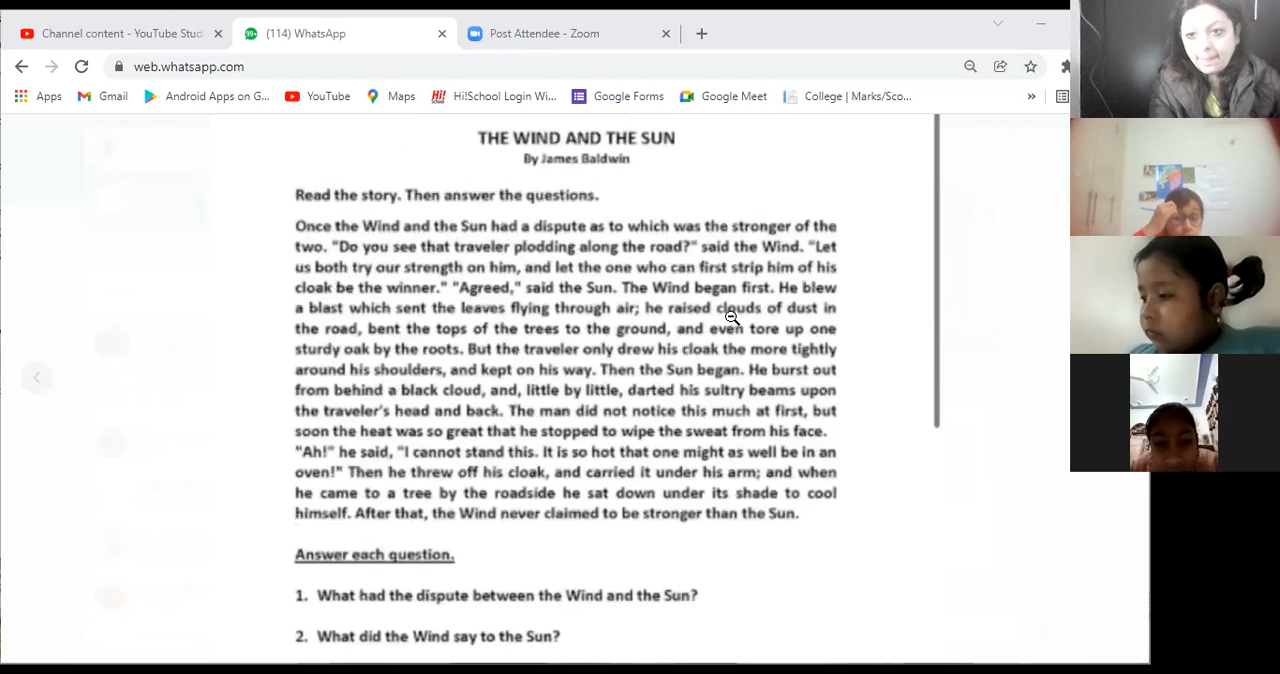 Channel content - YouTube Stud
99+ (114) WhatsApp
Post Attendee - Zoom
web.whatsapp.com
Apps
Gmail
Android Apps on G...
YouTube
Maps
Hi! Hi!School Login Wi...
Google Forms
Google Meet
College | Marks/Sco...
THE WIND AND THE SUN
By James Baldwin
Read the story. Then answer the questions.
Once the Wind and the Sun had a dispute as to which was the stronger of the
two. "Do you see that traveler plodding along the road?" said the Wind. "Let
us both try our strength on him, and let the one who can first strip him of his
cloak be the winner." "Agreed," said the Sun. The Wind began first. He blew
a blast which sent the leaves flying through air; he raised clouds of dust in
the road, bent the tops of the trees to the ground, and even tore up one
sturdy oak by the roots. But the traveler only drew his cloak the more tightly
around his shoulders, and kept on his way. Then the Sun began. He burst out
from behind a black cloud, and, little by little, darted his sultry beams upon
the traveler's head and back. The man did not notice this much at first, but
soon the heat was so great that he stopped to wipe the sweat from his face.
"Ah!" he said, "I cannot stand this. It is so hot that one might as well be in an
oven!" Then he threw off his cloak, and carried it under his arm; and when
he came to a tree by the roadside he sat down under its shade to cool
himself. After that, the Wind never claimed to be stronger than the Sun.
Answer each question.
1. What had the dispute between the Wind and the Sun?
2. What did the Wind say to the Sun?